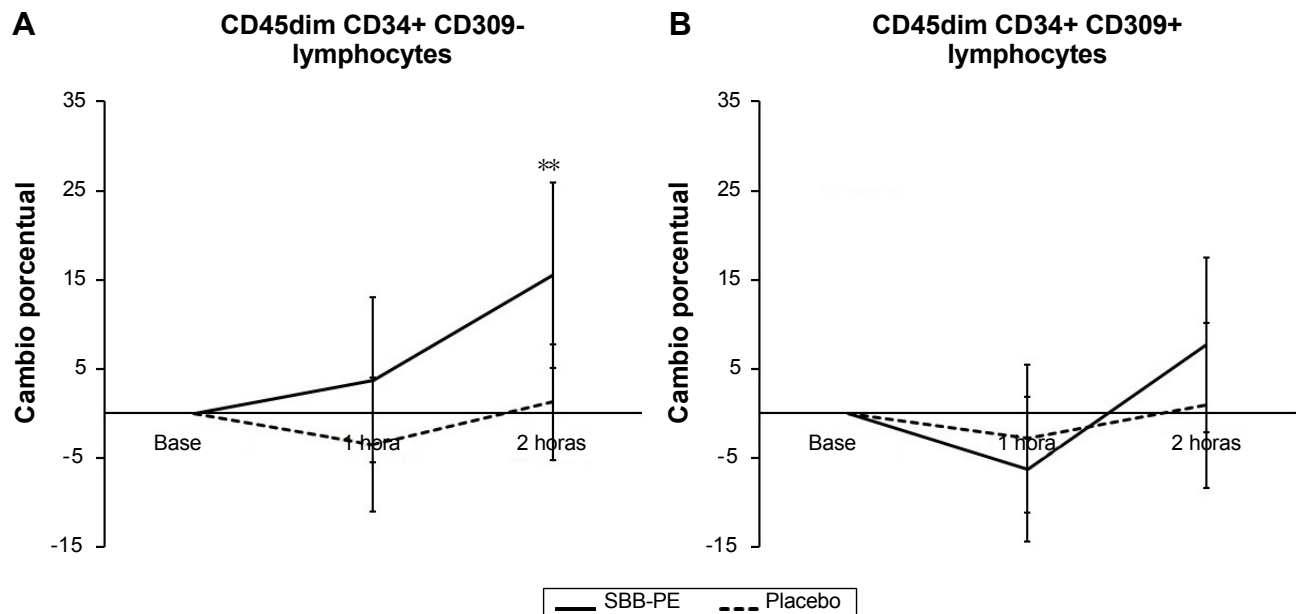 A
CD45dim CD34+ CD309-
lymphocytes
Cambio porcentual
35
25
15
5
-5
-15
**
Base
1 hora
2 horas
B
CD45dim CD34+ CD309+
lymphocytes
Cambio porcentual
35
25
15
5
-5
-15
Base
1 hora
2 horas
SBB-PE
Placebo